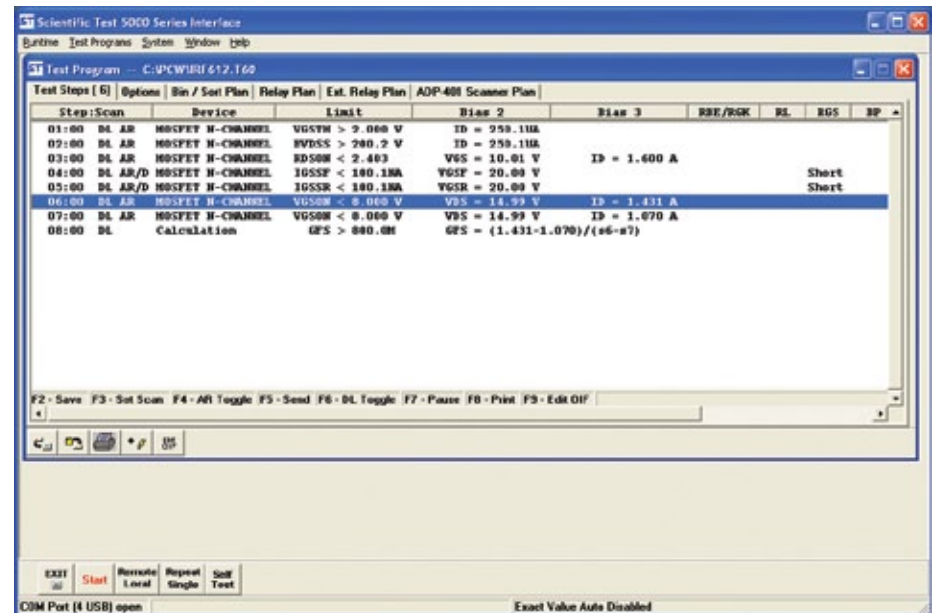 ST Scientific Test 5000 Series Interface
Runtime Test Programs System Window Help
ST Test Program -- C:\PCW\IRF612.T60
Test Steps [ 6] Options Bin / Sort Plan Relay Plan Ext. Relay Plan ADP-401 Scanner Plan
Step:Scan Device Limit Bias 2 Bias 3 RBE/RGK RL RGS BP
01:00 DL AR MOSFET N-CHANNEL VGSTH > 2.000 V ID = 250.1UA
02:00 DL AR MOSFET N-CHANNEL BVDSS > 200.2 V ID = 250.1UA
03:00 DL AR MOSFET N-CHANNEL RDSON < 2.403 VGS = 10.01 V ID = 1.600 A
04:00 DL AR/D MOSFET N-CHANNEL IGSSF < 100.1NA VGSF = 20.00 V Short
05:00 DL AR/D MOSFET N-CHANNEL IGSSR < 100.1NA VGSR = 20.00 V Short
06:00 DL AR MOSFET N-CHANNEL VGSON < 8.000 V VDS = 14.99 V ID = 1.431 A
07:00 DL AR MOSFET N-CHANNEL VGSON < 8.000 V VDS = 14.99 V ID = 1.070 A
08:00 DL Calculation GFS > 800.0M GFS = (1.431-1.070)/(s6-s7)
F2 - Save F3 - Set Scan F4 - AR Toggle F5 - Send F6 - DL Toggle F7 - Pause F8 - Print F9 - Edit OIF
EXIT Start Remote Local Repeat Single Self Test
COM Port [4 USB] open Exact Value Auto Disabled